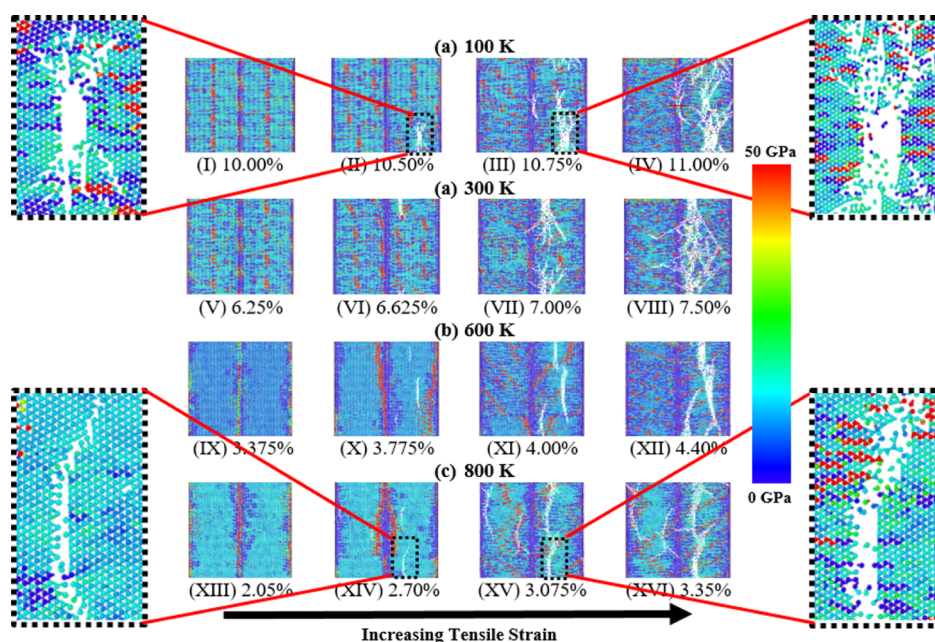 (a) 100 K
(I) 10.00%
(II) 10.50%
(III) 10.75%
(IV) 11.00%
50 GPa
(a) 300 K
(V) 6.25%
(VI) 6.625%
(VII) 7.00%
(VIII) 7.50%
(b) 600 K
(IX) 3.375%
(X) 3.775%
(XI) 4.00%
(XII) 4.40%
(c) 800 K
0 GPa
(XIII) 2.05%
(XIV) 2.70%
(XV) 3.075%
(XVI) 3.35%
Increasing Tensile Strain